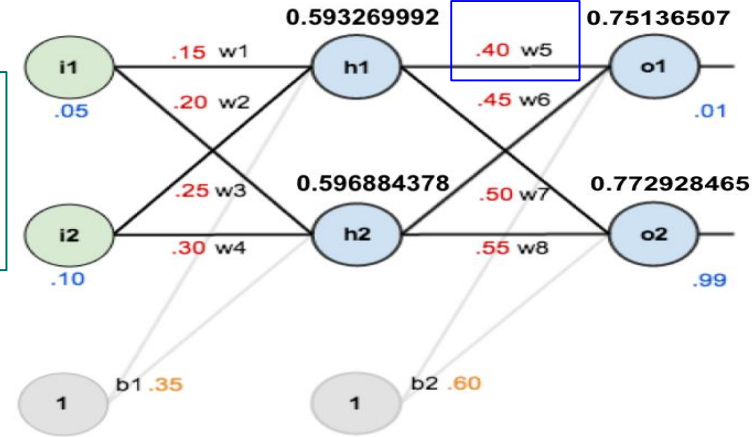 0.593269992
0.75136507
i1
.15 w1
h1
.40 w5
o1
.05
.20 w2
.45 w6
.01
.25 w3
0.596884378
.50 w7
0.772928465
i2
.30 w4
h2
.55 w8
o2
.10
.99
b1 .35
b2 .60
1
1